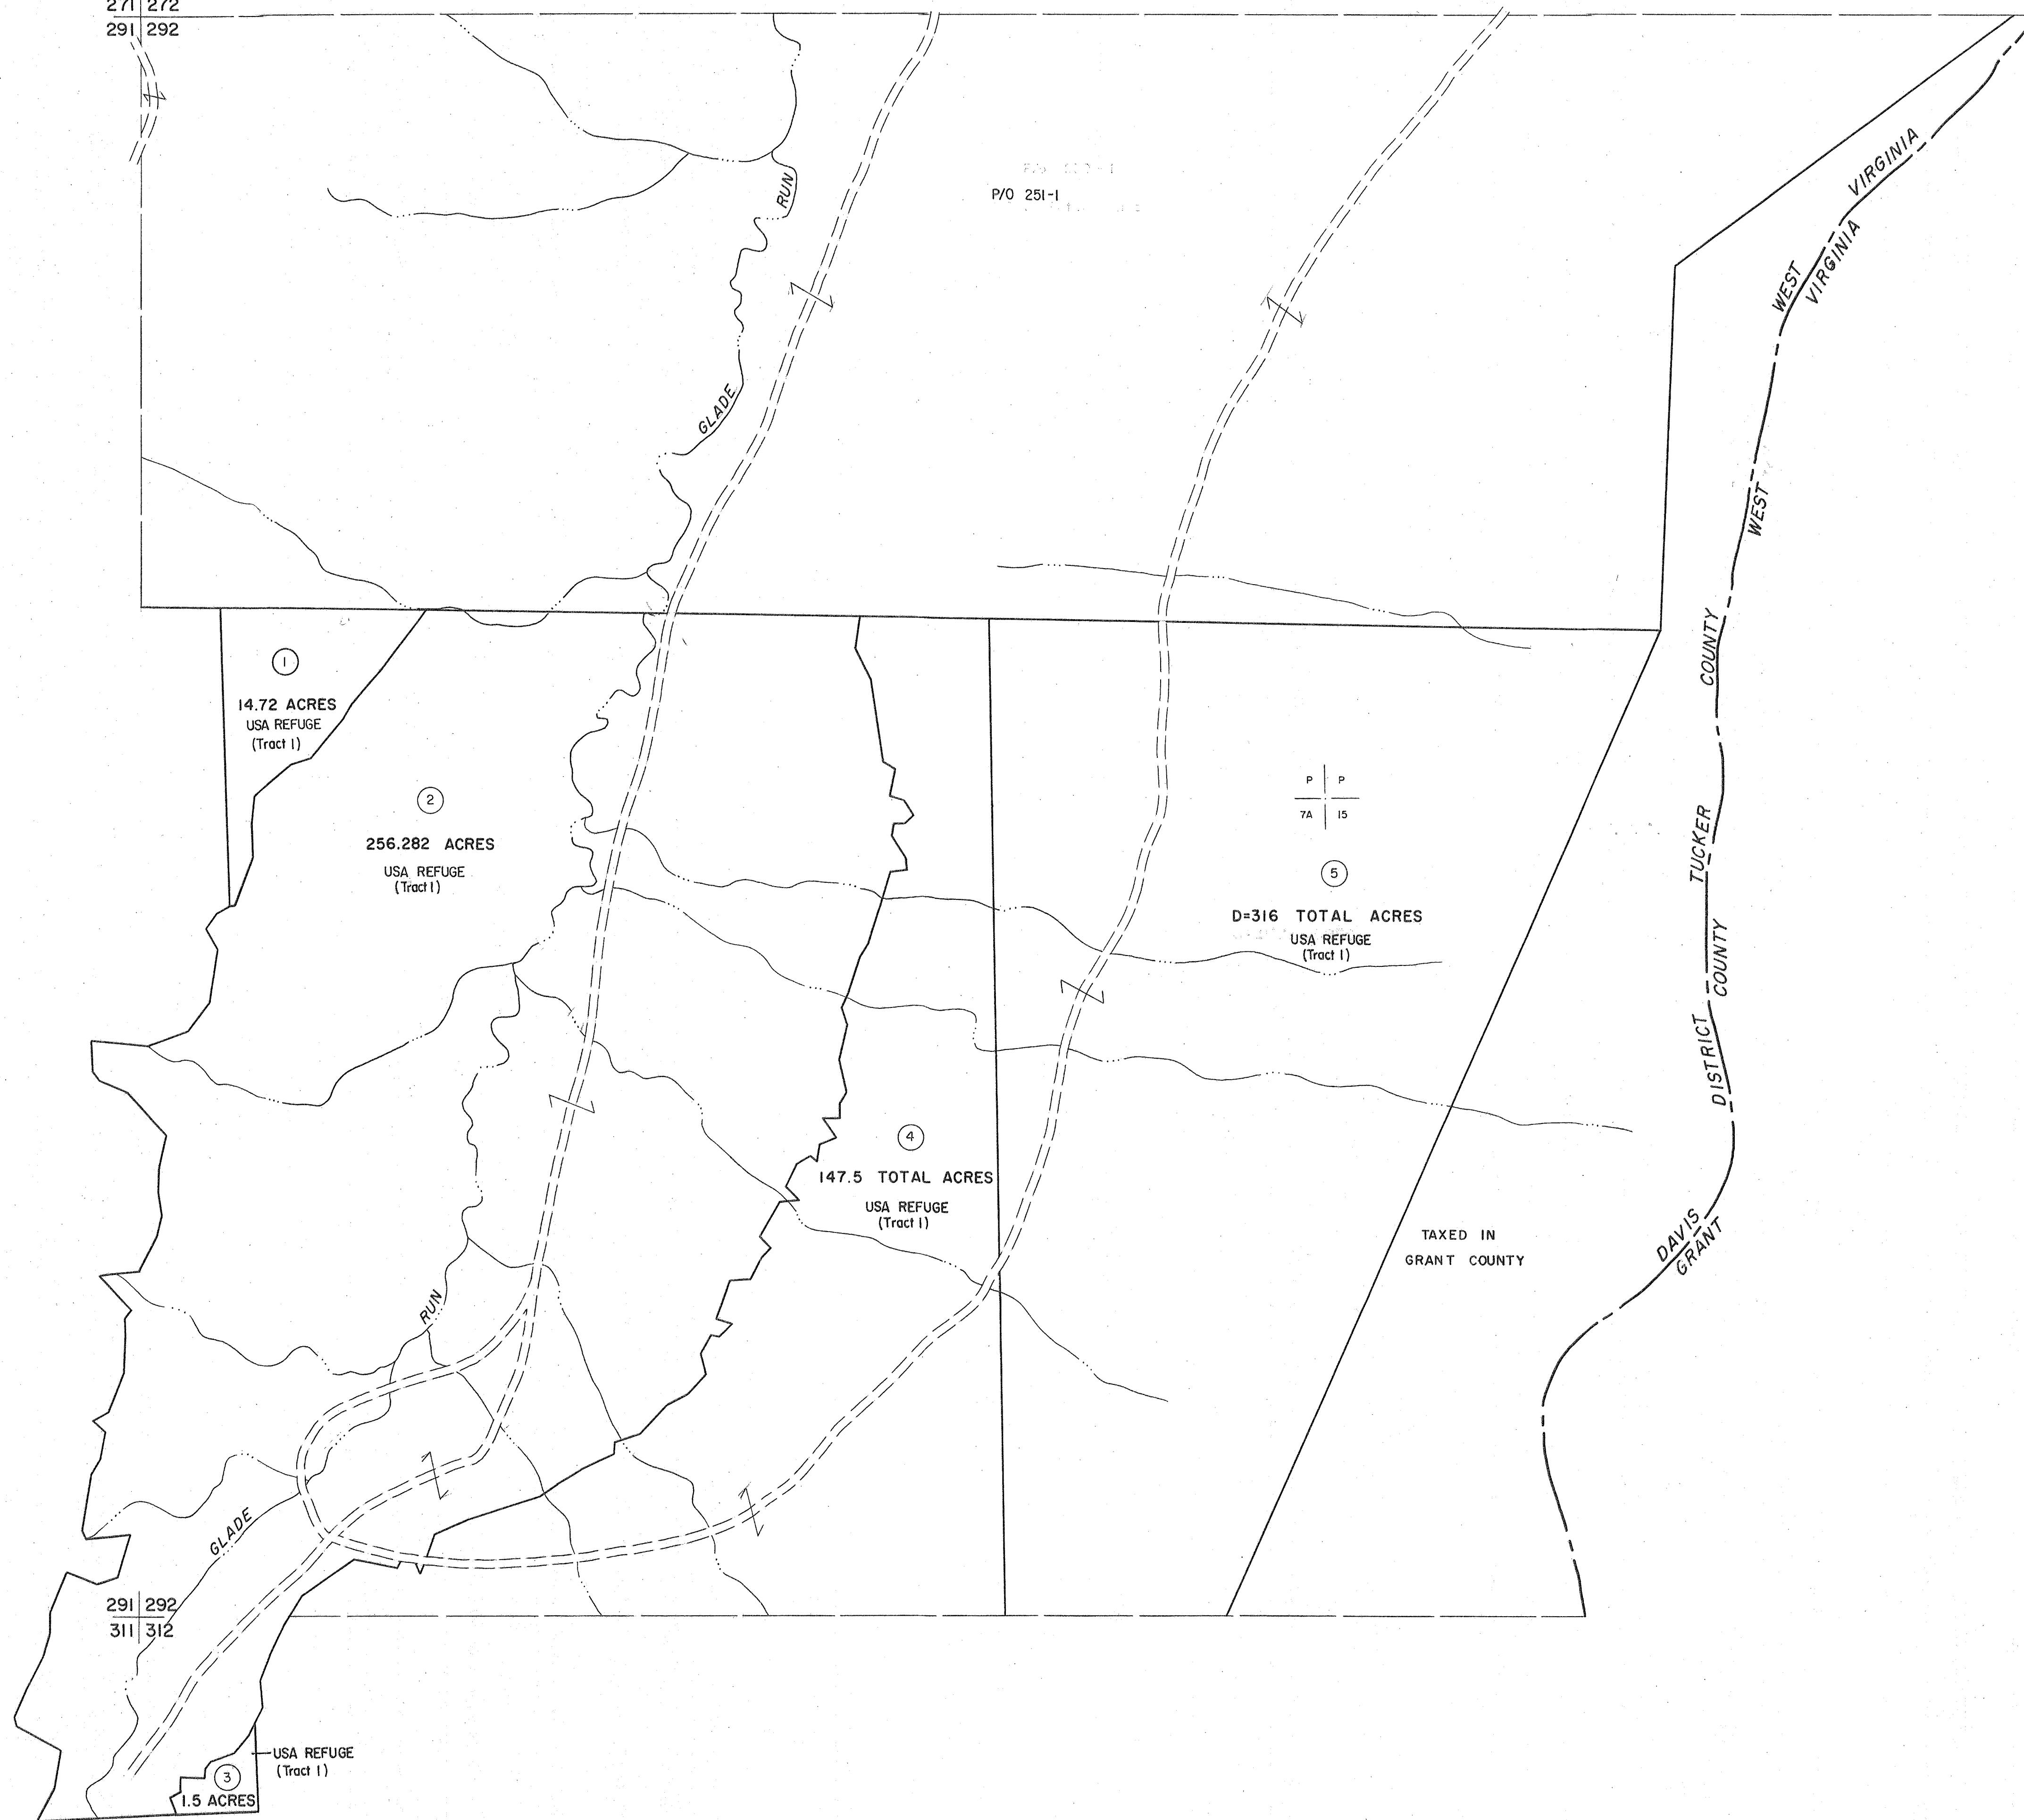 271 272
291 292
P/O 251-1
RUN
GLADE
WEST VIRGINIA
WEST VIRGINIA
1
14.72 ACRES
USA REFUGE
(Tract 1)
2
256.282 ACRES
USA REFUGE
(Tract 1)
P P
7A 15
5
D=316 TOTAL ACRES
USA REFUGE
(Tract 1)
TUCKER COUNTY
DAVIS DISTRICT
GRANT COUNTY
4
147.5 TOTAL ACRES
USA REFUGE
(Tract 1)
TAXED IN
GRANT COUNTY
RUN
GLADE
291 292
311 312
USA REFUGE
(Tract 1)
3
1.5 ACRES